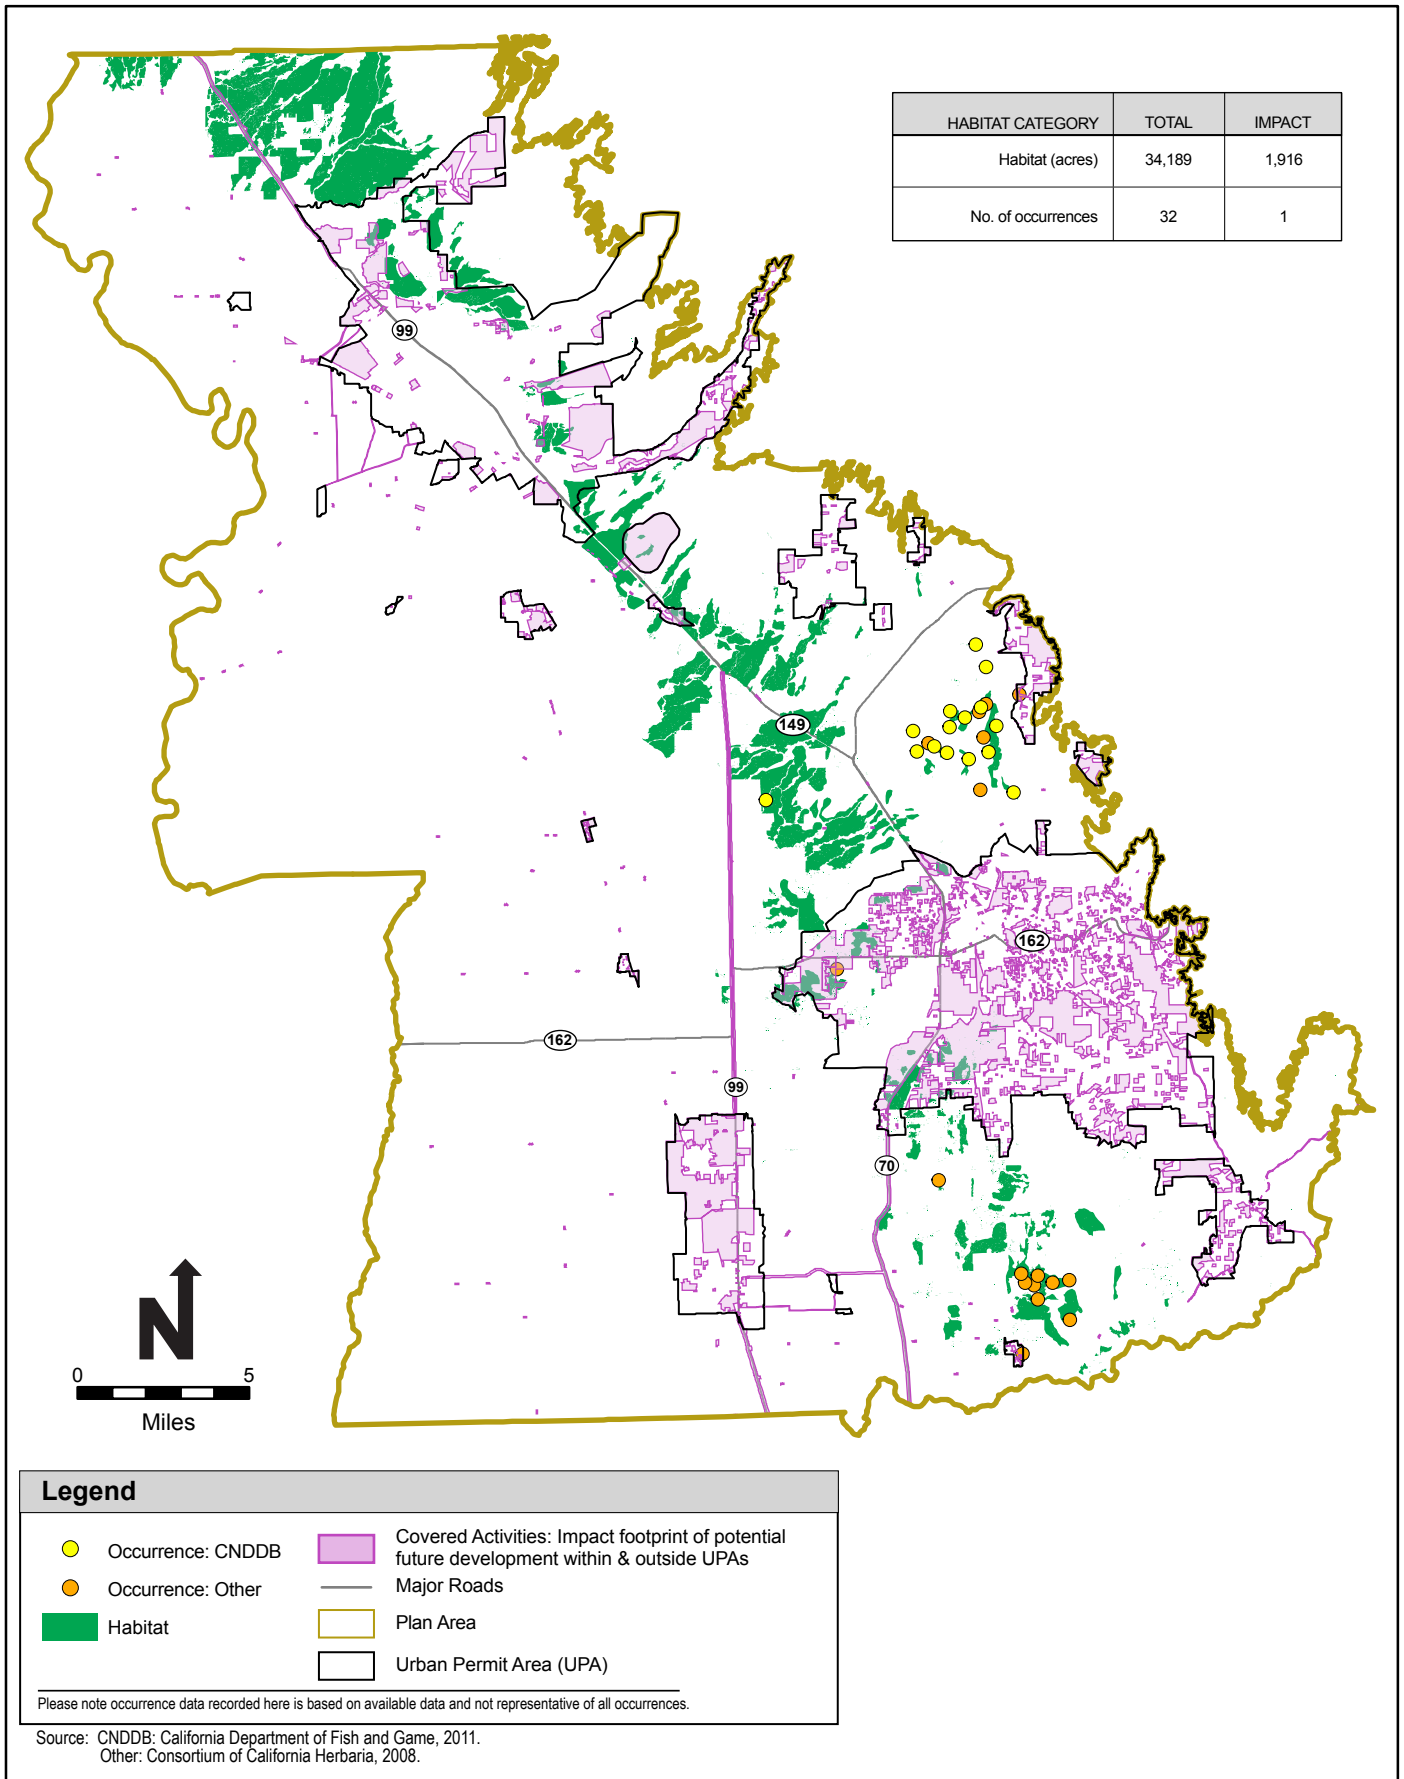 HABITAT CATEGORY TOTAL IMPACT
Habitat (acres) 34,189 1,916
No. of occurrences 32 1
99
149
162
162
99
70
N
0 5
Miles
Legend
Occurrence: CNDDB
Occurrence: Other
Habitat
Covered Activities: Impact footprint of potential
future development within & outside UPAs
Major Roads
Plan Area
Urban Permit Area (UPA)
Please note occurrence data recorded here is based on available data and not representative of all occurrences.
Source: CNDDB: California Department of Fish and Game, 2011.
Other: Consortium of California Herbaria, 2008.